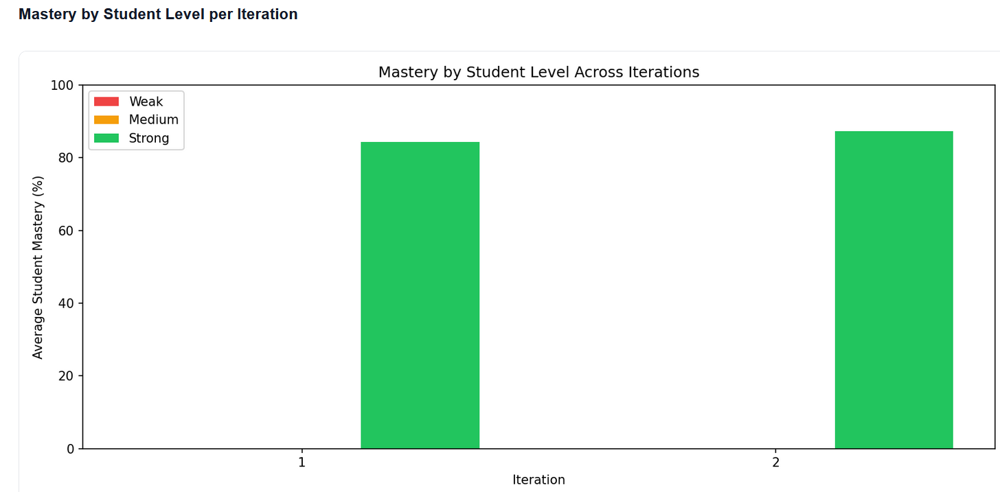 Mastery by Student Level per Iteration
Mastery by Student Level Across Iterations
100
80
60
40
20
0
Average Student Mastery (%)
Weak
Medium
Strong
1
2
Iteration